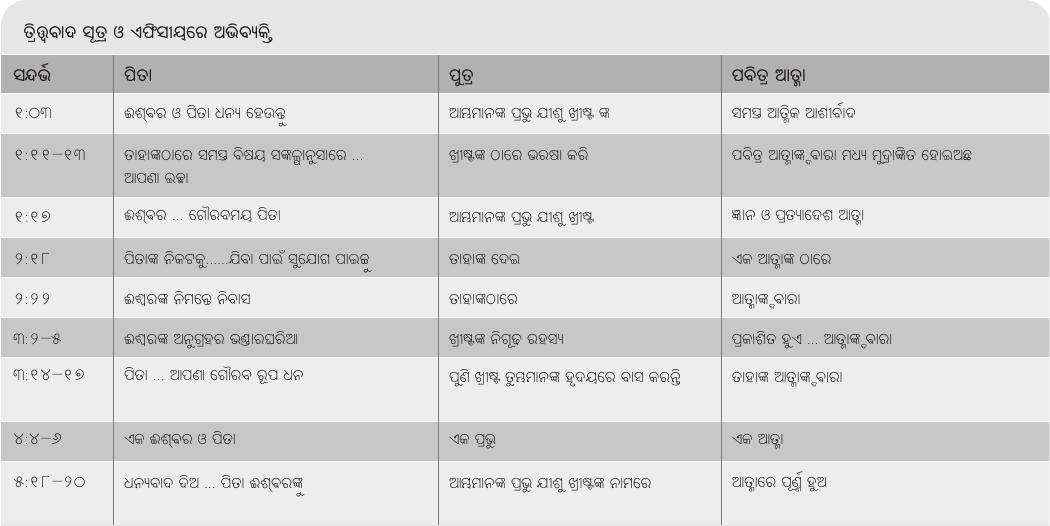 ତ୍ରିତ୍ତ୍ୱବାଦ ସୂତ୍ର ଓ ଏଫିସୀୟରେ ଅଭିବ୍ୟକ୍ତି
ସନ୍ଦର୍ଭ ପିତା ପୁତ୍ର ପବିତ୍ର ଆତ୍ମା
୧:୦୩ ଈଶ୍ଵର ଓ ପିତା ଧନ୍ୟ ହେଉନ୍ତୁ ଆମ୍ଭମାନଙ୍କ ପ୍ରଭୁ ଯୀଶୁ ଖ୍ରୀଷ୍ଟ ଙ୍କ ସମସ୍ତ ଆତ୍ମିକ ଆଶୀର୍ବାଦ
୧:୧୧–୧୩ ତାହାଙ୍କଠାରେ ସମସ୍ତ ବିଷୟ ସଙ୍କଳ୍ପାନୁସାରେ ... ଖ୍ରୀଷ୍ଟଙ୍କ ଠାରେ ଭରଷା କରି ପବିତ୍ର ଆତ୍ମାଙ୍କ୍ଦ୍ଵାରା ମଧ୍ୟ ମୁଦ୍ରାଙ୍କିତ ହୋଇଅଛ
ଆପଣା ଇଚ୍ଛା
୧:୧୭ ଈଶ୍ଵର ... ଗୌରବମୟ ପିତା ଆମ୍ଭମାନଙ୍କ ପ୍ରଭୁ ଯୀଶୁ ଖ୍ରୀଷ୍ଟ ଜ୍ଞାନ ଓ ପ୍ରତ୍ୟାଦେଶ ଆତ୍ମା
୨:୧୮ ପିତାଙ୍କ ନିକଟକୁ......ଯିବା ପାଇଁ ସୁଯୋଗ ପାଇଛୁ ତାହାଙ୍କ ଦେଇ ଏକ ଆତ୍ମାଙ୍କ ଠାରେ
୨:୨୨ ଈଶ୍ୱରଙ୍କ ନିମନ୍ତେ ନିବାସ ତାହାଙ୍କଠାରେ ଆତ୍ମାଙ୍କ୍ଦ୍ଵାରା
୩:୨–୫ ଈଶ୍ୱରଙ୍କ ଅନୁଗ୍ରହର ଭଣ୍ଡାରଘରିଆ ଖ୍ରୀଷ୍ଟଙ୍କ ନିଗୂଢ଼ ରହସ୍ୟ ପ୍ରକାଶିତ ହୁଏ ... ଆତ୍ମାଙ୍କ୍ଦ୍ଵାରା
୩:୧୪–୧୭ ପିତା ... ଆପଣା ଗୌରବ ରୂପ ଧନ ପୁଣି ଖ୍ରୀଷ୍ଟ ତୁମ୍ଭମାନଙ୍କ ହୃଦୟରେ ବାସ କରନ୍ତି ତାହାଙ୍କ ଆତ୍ମାଙ୍କ୍ଦ୍ଵାରା
୪:୪–୬ ଏକ ଈଶ୍ଵର ଓ ପିତା ଏକ ପ୍ରଭୁ ଏକ ଆତ୍ମା
୫:୧୮–୨୦ ଧନ୍ୟବାଦ ଦିଅ ... ପିତା ଈଶ୍ଵରଙ୍କୁ ଆମ୍ଭମାନଙ୍କ ପ୍ରଭୁ ଯୀଶୁ ଖ୍ରୀଷ୍ଟଙ୍କ ନାମରେ ଆତ୍ମାରେ ପୂର୍ଣ୍ଣ ହୁଅ